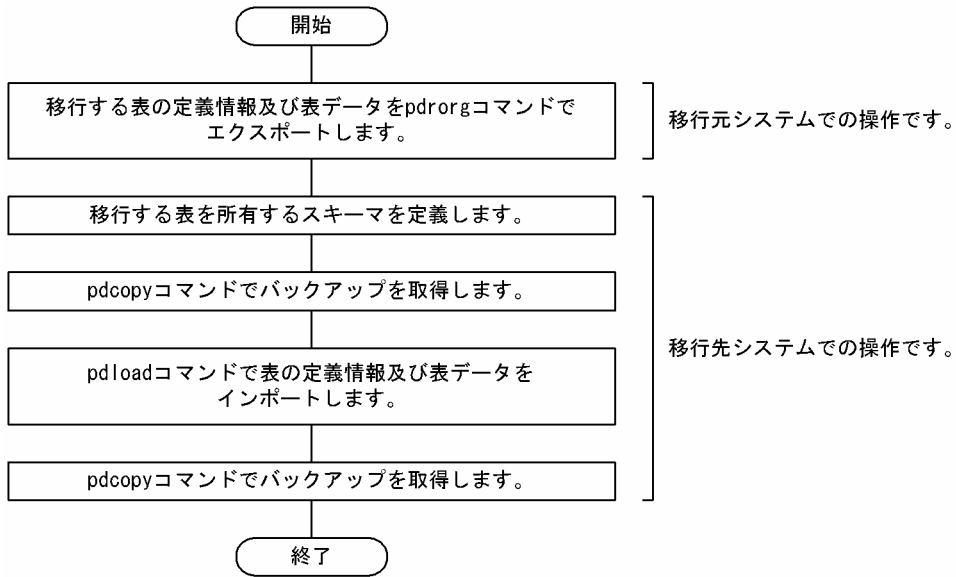 開始
移行する表の定義情報及び表データをpdrorgコマンドで
エクスポートします。
移行元システムでの操作です。
移行する表を所有するスキーマを定義します。
pdcopyコマンドでバックアップを取得します。
移行先システムでの操作です。
pdloadコマンドで表の定義情報及び表データを
インポートします。
pdcopyコマンドでバックアップを取得します。
終了